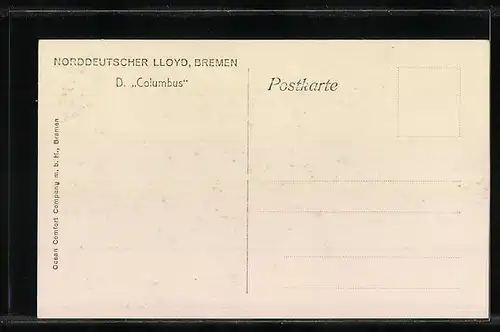 NORDDEUTSCHER LLOYD, BREMEN
D. „Columbus"
Postkarte
Ocean Comfort Company m. b. H., Bremen